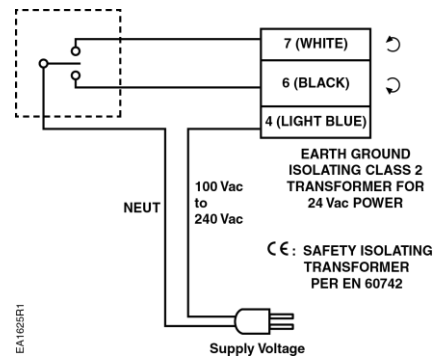 7 (WHITE)
6 (BLACK)
4 (LIGHT BLUE)
EARTH GROUND
ISOLATING CLASS 2
TRANSFORMER FOR
24 Vac POWER
100 Vac
to
240 Vac
NEUT
CE: SAFETY ISOLATING
TRANSFORMER
PER EN 60742
EA1625R1
Supply Voltage